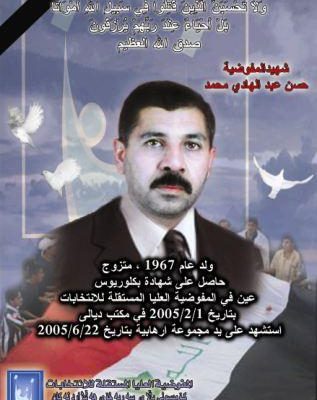 ولا تحسبن الذين قتلوا في سبيل الله أمواتا
بل أحياء عند ربهم يرزقون
صدق الله العظيم
شهيد المفوضية
حسن عبد الهادي محمد
ولد عام 1967 ، متزوج
حاصل على شهادة بكلوريوس
عين في المفوضية العليا المستقلة للانتخابات
بتاريخ 2005/2/1 في مكتب ديالى
استشهد على يد مجموعة ارهابية بتاريخ 2005/6/22
المفوضية العليا المستقلة للانتخابات